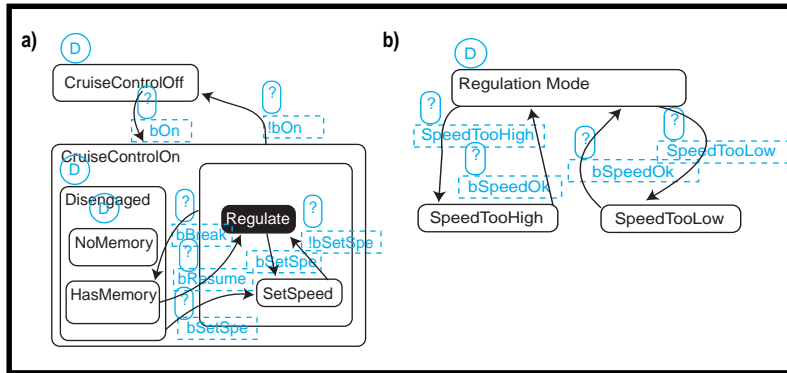 a)
D
CruiseControlOff
?
bOn
?
!bOn
CruiseControlOn
D
Disengaged
D
NoMemory
HasMemory
?
bBreak
?
bResume
?
bSetSpe
Regulate
?
!bSetSpe
bSetSpe
SetSpeed
b)
D
Regulation Mode
?
SpeedTooHigh
?
bSpeedOk
?
bSpeedOk
?
SpeedTooLow
SpeedTooHigh
SpeedTooLow